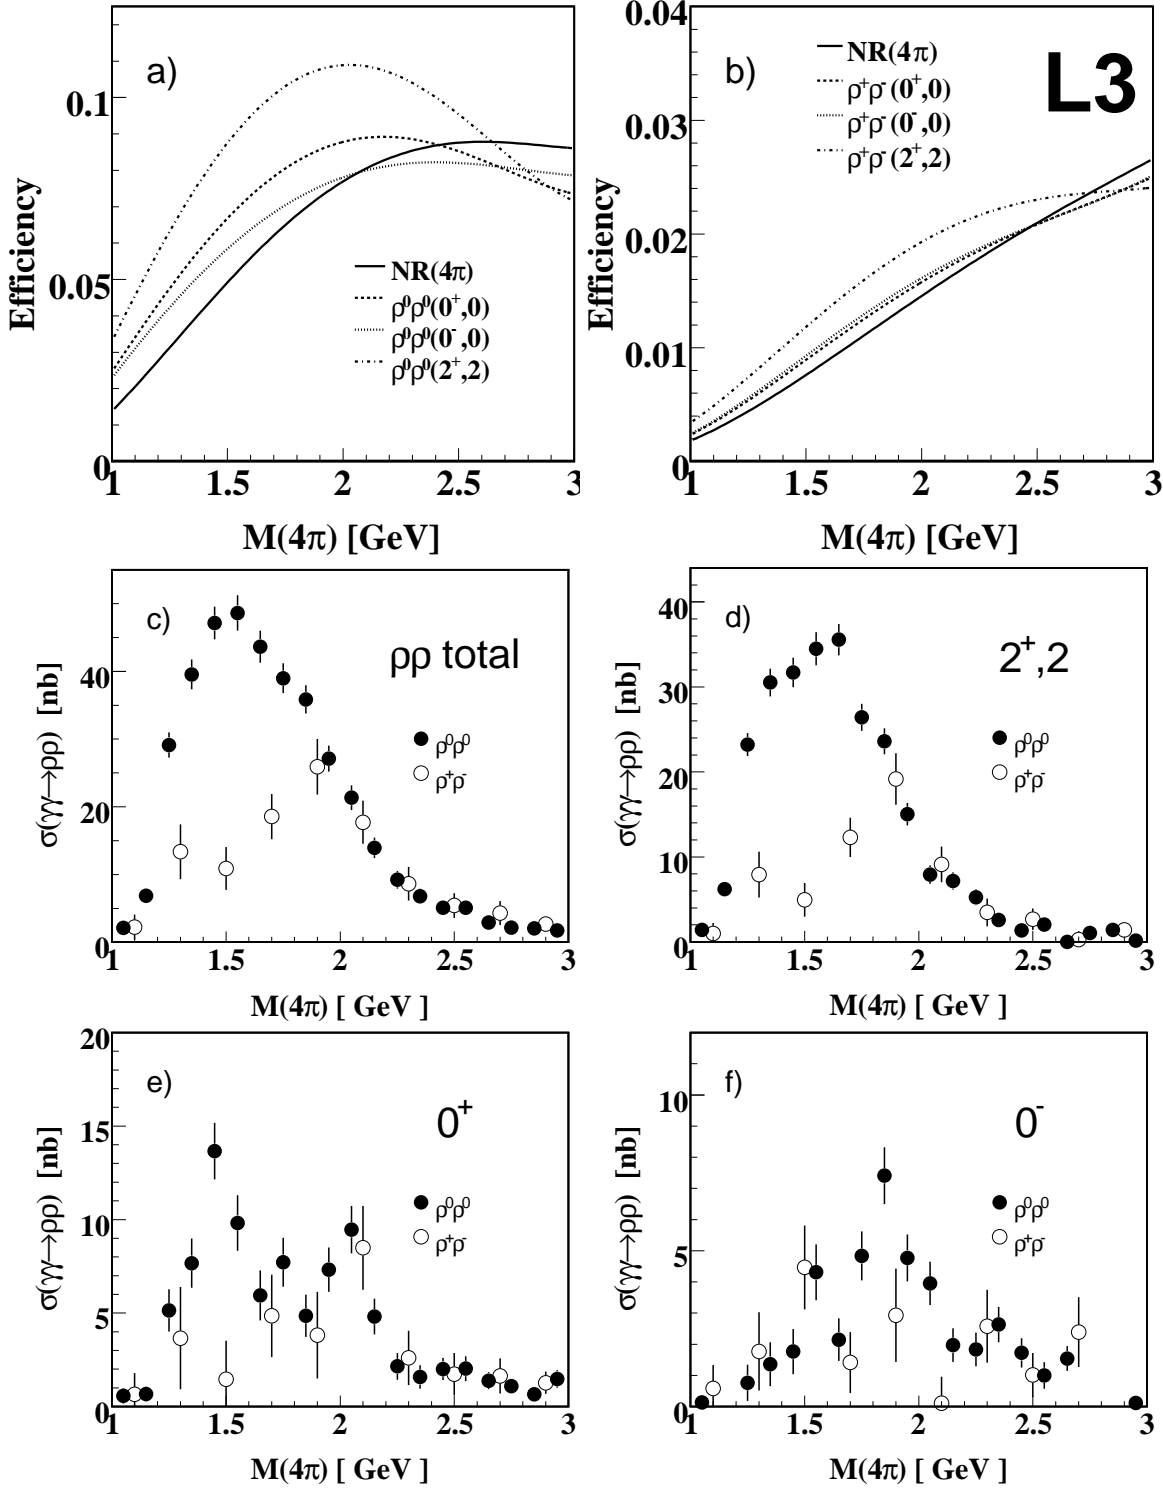 a)
0.1
0.05
0
Efficiency
NR(4π)
ρ⁰ρ⁰(0⁺,0)
ρ⁰ρ⁰(0⁻,0)
ρ⁰ρ⁰(2⁺,2)
1 1.5 2 2.5 3
M(4π) [GeV]
b)
L3
0.04
0.03
0.02
0.01
0
Efficiency
NR(4π)
ρ⁺ρ⁻(0⁺,0)
ρ⁺ρ⁻(0⁻,0)
ρ⁺ρ⁻(2⁺,2)
1 1.5 2 2.5 3
M(4π) [GeV]
c)
ρρ total
40
20
0
σ(γγ→ρρ) [nb]
ρ⁰ρ⁰
ρ⁺ρ⁻
1 1.5 2 2.5 3
M(4π) [ GeV ]
d)
2⁺,2
40
30
20
10
0
σ(γγ→ρρ) [nb]
ρ⁰ρ⁰
ρ⁺ρ⁻
1 1.5 2 2.5 3
M(4π) [ GeV ]
e)
0⁺
20
15
10
5
0
σ(γγ→ρρ) [nb]
ρ⁰ρ⁰
ρ⁺ρ⁻
1 1.5 2 2.5 3
M(4π) [ GeV ]
f)
0⁻
10
5
0
σ(γγ→ρρ) [nb]
ρ⁰ρ⁰
ρ⁺ρ⁻
1 1.5 2 2.5 3
M(4π) [ GeV ]